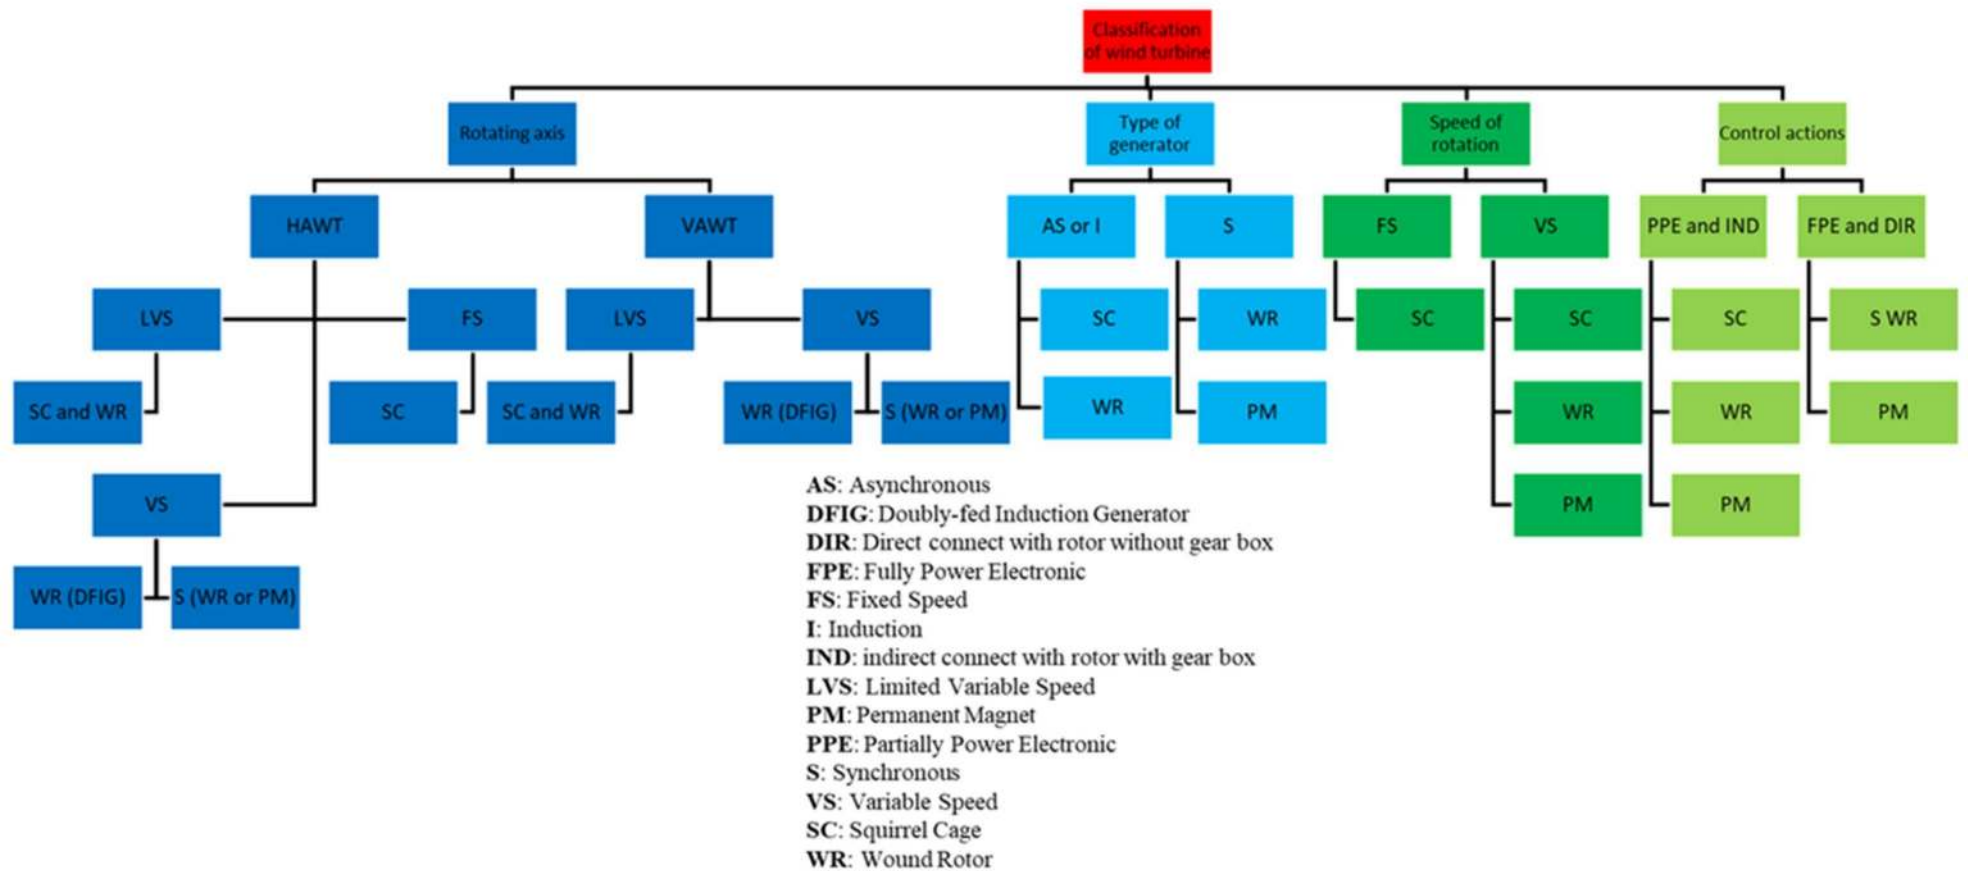 Classification
of wind turbine
Rotating axis
Type of
generator
Speed of
rotation
Control actions
HAWT
VAWT
AS or I
S
FS
VS
PPE and IND
FPE and DIR
LVS
FS
LVS
VS
SC
WR
SC
SC
SC
S WR
SC and WR
SC
SC and WR
WR (DFIG)
S (WR or PM)
WR
PM
WR
WR
PM
VS
PM
PM
WR (DFIG)
S (WR or PM)
AS: Asynchronous
DFIG: Doubly-fed Induction Generator
DIR: Direct connect with rotor without gear box
FPE: Fully Power Electronic
FS: Fixed Speed
I: Induction
IND: indirect connect with rotor with gear box
LVS: Limited Variable Speed
PM: Permanent Magnet
PPE: Partially Power Electronic
S: Synchronous
VS: Variable Speed
SC: Squirrel Cage
WR: Wound Rotor